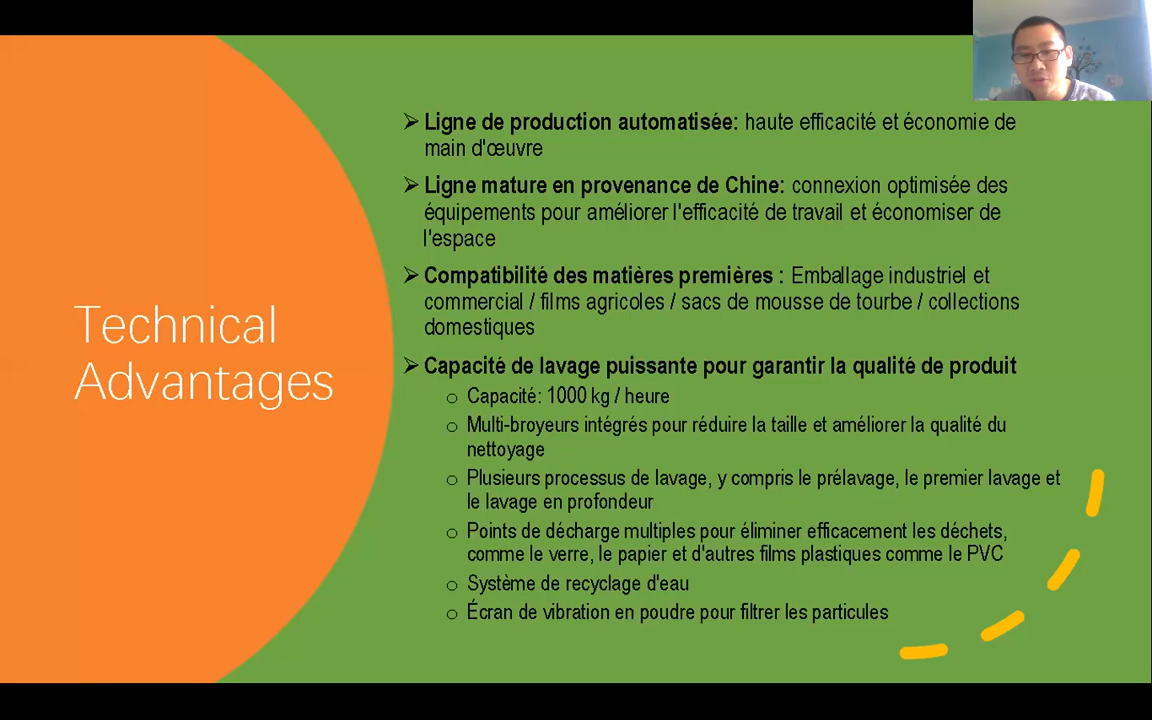 Technical
Advantages
➢ Ligne de production automatisée: haute efficacité et économie de
main d'œuvre
➢ Ligne mature en provenance de Chine: connexion optimisée des
équipements pour améliorer l'efficacité de travail et économiser de
l'espace
➢ Compatibilité des matières premières : Emballage industriel et
commercial / films agricoles / sacs de mousse de tourbe / collections
domestiques
➢ Capacité de lavage puissante pour garantir la qualité de produit
o Capacité: 1000 kg / heure
o Multi-broyeurs intégrés pour réduire la taille et améliorer la qualité du
nettoyage
o Plusieurs processus de lavage, y compris le prélavage, le premier lavage et
le lavage en profondeur
o Points de décharge multiples pour éliminer efficacement les déchets,
comme le verre, le papier et d'autres films plastiques comme le PVC
o Système de recyclage d'eau
o Écran de vibration en poudre pour filtrer les particules